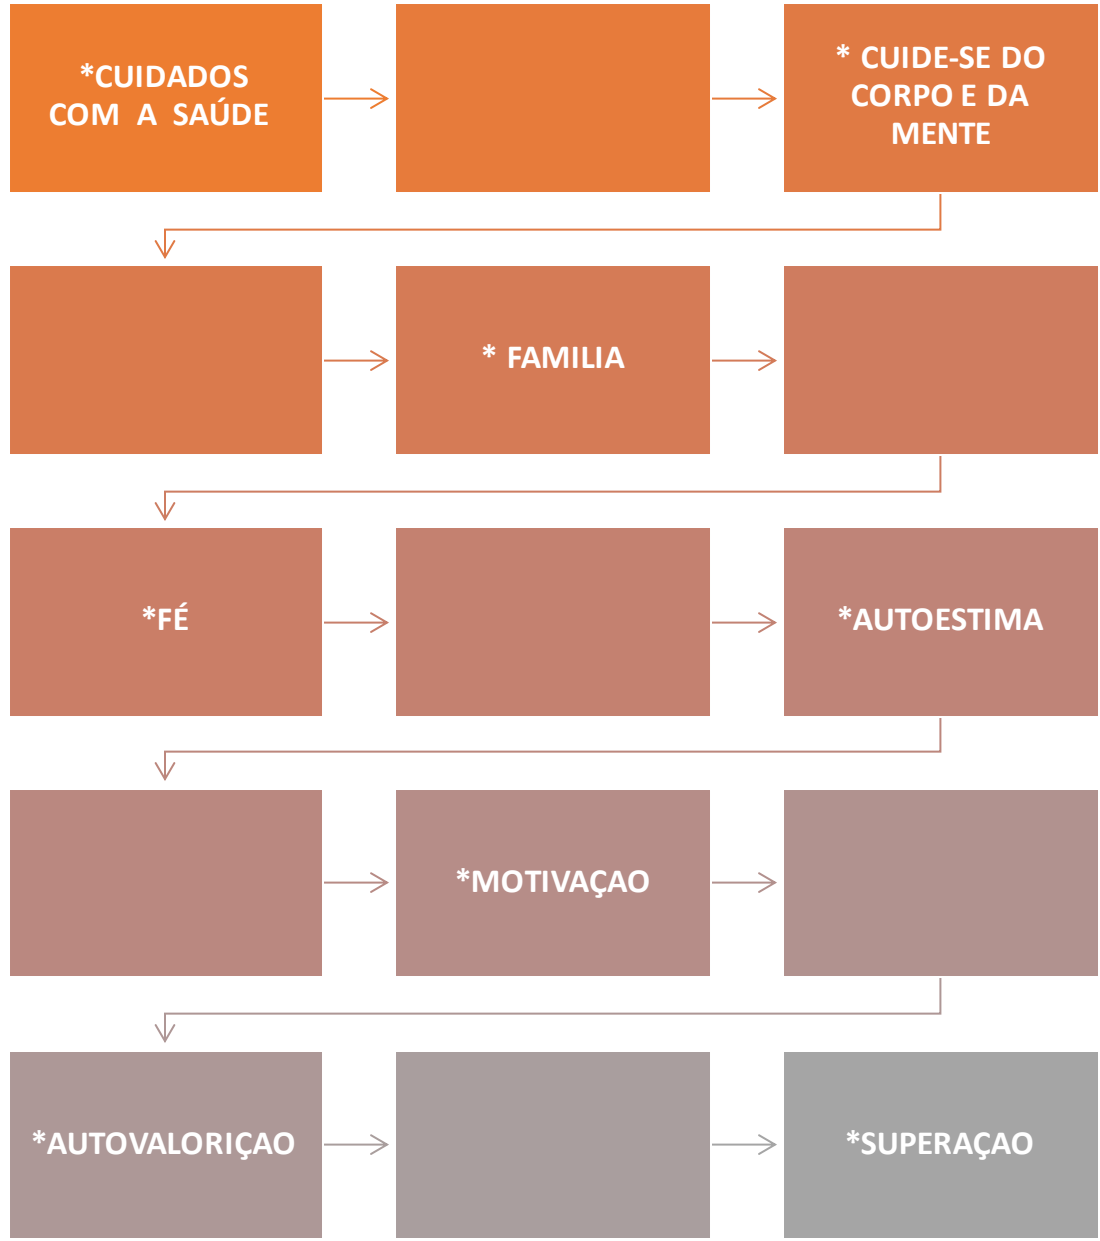 *CUIDADOS
COM A SAÚDE
* CUIDE-SE DO
CORPO E DA
MENTE
* FAMILIA
*FÉ
*AUTOESTIMA
*MOTIVAÇAO
*AUTOVALORIÇAO
*SUPERAÇAO